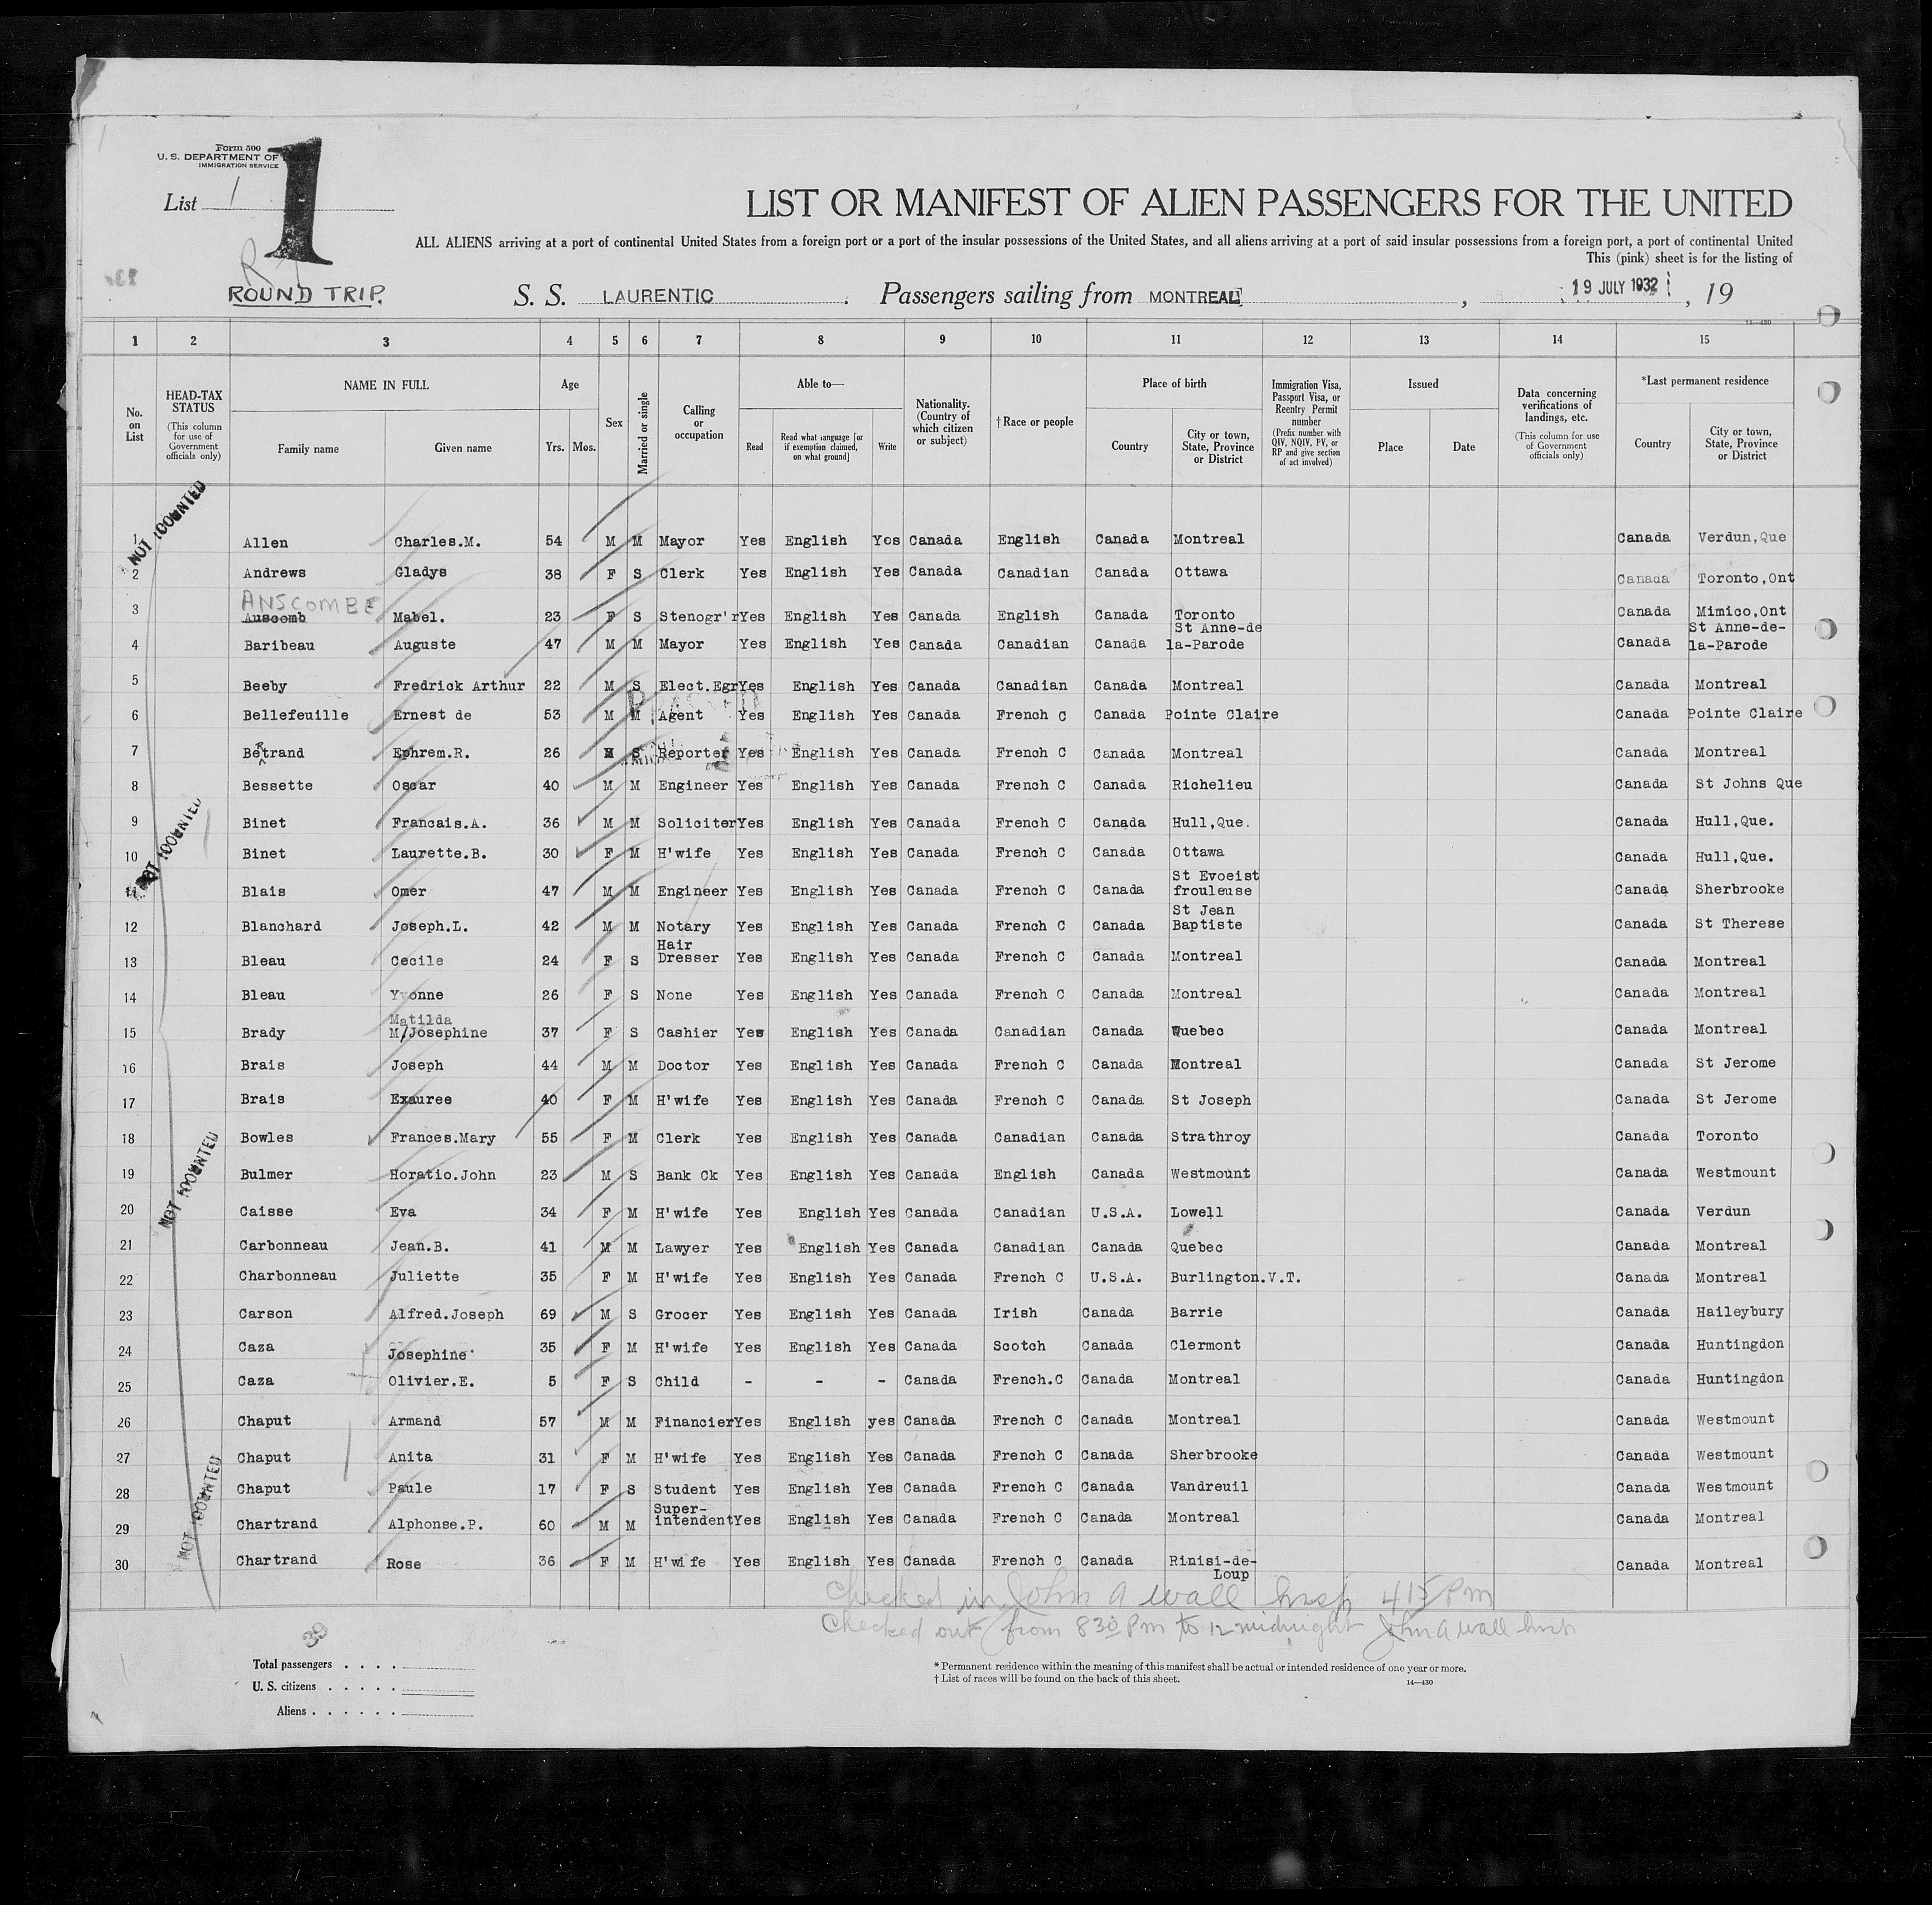 Form 500
U. S. DEPARTMENT OF
IMMIGRATION SERVICE
1
List 1
LIST OR MANIFEST OF ALIEN PASSENGERS FOR THE UNITED
ALL ALIENS arriving at a port of continental United States from a foreign port or a port of the insular possessions of the United States, and all aliens arriving at a port of said insular possessions from a foreign port, a port of continental United
This (pink) sheet is for the listing of
RT
ROUND TRIP.
S. S. LAURENTIC . Passengers sailing from MONTREAL , 19 JULY 1932 , 19
14—430
1 2 3 4 5 6 7 8 9 10 11 12 13 14 15
No. on List
HEAD-TAX STATUS
(This column for use of Government officials only)
NAME IN FULL
Family name Given name
Age
Yrs. Mos.
Sex
Married or single
Calling or occupation
Able to—
Read
Read what language [or if exemption claimed, on what ground]
Write
Nationality. (Country of which citizen or subject)
†Race or people
Place of birth
Country
City or town, State, Province or District
Immigration Visa, Passport Visa, or Reentry Permit number
(Prefix number with QIV, NQIV, PV, or RP and give section of act involved)
Issued
Place Date
Data concerning verifications of landings, etc.
(This column for use of Government officials only)
*Last permanent residence
Country
City or town, State, Province or District
NOT COUNTED
1 Allen Charles.M. 54 M M Mayor Yes English Yes Canada English Canada Montreal Canada Verdun,Que
2 Andrews Gladys 38 F S Clerk Yes English Yes Canada Canadian Canada Ottawa Canada Toronto,Ont
ANSCOMBE
3 Auscomb Mabel. 23 F S Stenogr'r Yes English Yes Canada English Canada Toronto Canada Mimico,Ont
St Anne-de St Anne-de-
4 Baribeau Auguste 47 M M Mayor Yes English Yes Canada Canadian Canada la-Parode Canada la-Parode
5 Beeby Fredrick Arthur 22 M S Elect.Egr Yes English Yes Canada Canadian Canada Montreal Canada Montreal
6 Bellefeuille Ernest de 53 M M Agent Yes English Yes Canada French C Canada Pointe Claire Canada Pointe Claire
R
7 Betrand Ephrem.R. 26 M S Reporter Yes English Yes Canada French C Canada Montreal Canada Montreal
8 Bessette Oscar 40 M M Engineer Yes English Yes Canada French C Canada Richelieu Canada St Johns Que
NOT COUNTED
9 Binet Francais.A. 36 M M Soliciter Yes English Yes Canada French C Canada Hull,Que. Canada Hull,Que.
10 Binet Laurette.B. 30 F M H'wife Yes English Yes Canada French C Canada Ottawa Canada Hull,Que.
St Evoeist
11 Blais Omer 47 M M Engineer Yes English Yes Canada French C Canada frouleuse Canada Sherbrooke
St Jean
12 Blanchard Joseph.L. 42 M M Notary Yes English Yes Canada French C Canada Baptiste Canada St Therese
Hair
13 Bleau Cecile 24 F S Dresser Yes English Yes Canada French C Canada Montreal Canada Montreal
14 Bleau Yvonne 26 F S None Yes English Yes Canada French C Canada Montreal Canada Montreal
Matilda
15 Brady M/Josephine 37 F S Cashier Yes English Yes Canada Canadian Canada Quebec Canada Montreal
16 Brais Joseph 44 M M Doctor Yes English Yes Canada French C Canada Montreal Canada St Jerome
17 Brais Exauree 40 F M H'wife Yes English Yes Canada French C Canada St Joseph Canada St Jerome
18 Bowles Frances.Mary 55 F M Clerk Yes English Yes Canada Canadian Canada Strathroy Canada Toronto
NOT COUNTED
19 Bulmer Horatio.John 23 M S Bank Ck Yes English Yes Canada English Canada Westmount Canada Westmount
20 Caisse Eva 34 F M H'wife Yes English Yes Canada Canadian U.S.A. Lowell Canada Verdun
21 Carbonneau Jean.B. 41 M M Lawyer Yes English Yes Canada Canadian Canada Quebec Canada Montreal
22 Charbonneau Juliette 35 F M H'wife Yes English Yes Canada French C U.S.A. Burlington.V.T. Canada Montreal
23 Carson Alfred.Joseph 69 M S Grocer Yes English Yes Canada Irish Canada Barrie Canada Haileybury
24 Caza Josephine 35 F M H'wife Yes English Yes Canada Scotch Canada Clermont Canada Huntingdon
25 Caza Olivier.E. 5 F S Child - - - Canada French.C Canada Montreal Canada Huntingdon
26 Chaput Armand 57 M M Financier Yes English yes Canada French C Canada Montreal Canada Westmount
27 Chaput Anita 31 F M H'wife Yes English Yes Canada French C Canada Sherbrooke Canada Westmount
28 Chaput Paule 17 F S Student Yes English Yes Canada French C Canada Vandreuil Canada Westmount
NOT COUNTED
Super-
29 Chartrand Alphonse.P. 60 M M intendent Yes English Yes Canada French C Canada Montreal Canada Montreal
30 Chartrand Rose 36 F M H'wife Yes English Yes Canada French C Canada Rinisi-de- Canada Montreal
Loup
Checked in John A Wall Insp 415 Pm
Checked out from 830 Pm to 12 midnight John A Wall Insp
30
Total passengers . . . .
U. S. citizens . . . . .
Aliens . . . . . .
* Permanent residence within the meaning of this manifest shall be actual or intended residence of one year or more.
† List of races will be found on the back of this sheet.
14—430